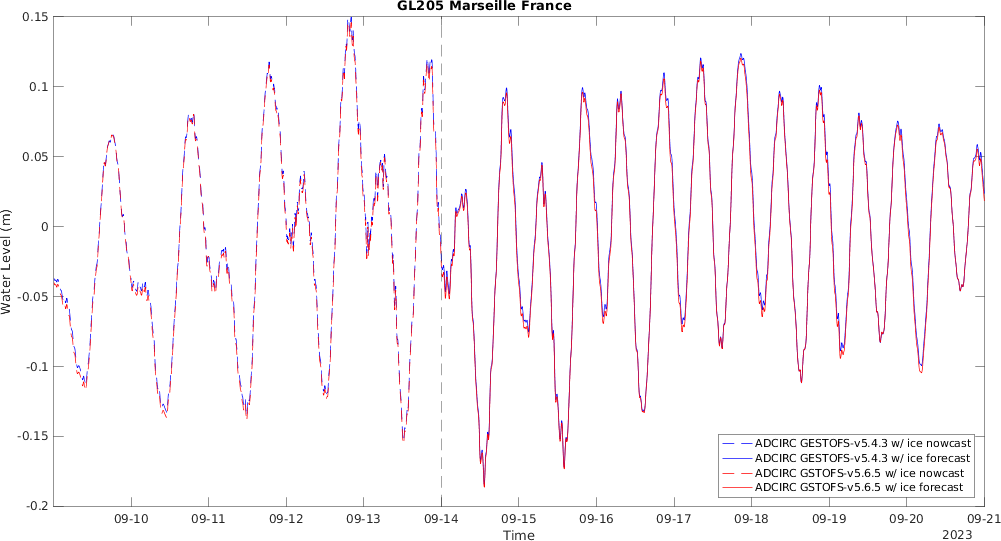 GL205 Marseille France
0.15
0.1
0.05
0
-0.05
-0.1
-0.15
-0.2
Water Level (m)
ADCIRC GESTOFS-v5.4.3 w/ ice nowcast
ADCIRC GESTOFS-v5.4.3 w/ ice forecast
ADCIRC GSTOFS-v5.6.5 w/ ice nowcast
ADCIRC GSTOFS-v5.6.5 w/ ice forecast
09-10 09-11 09-12 09-13 09-14 09-15 09-16 09-17 09-18 09-19 09-20 09-21
Time
2023